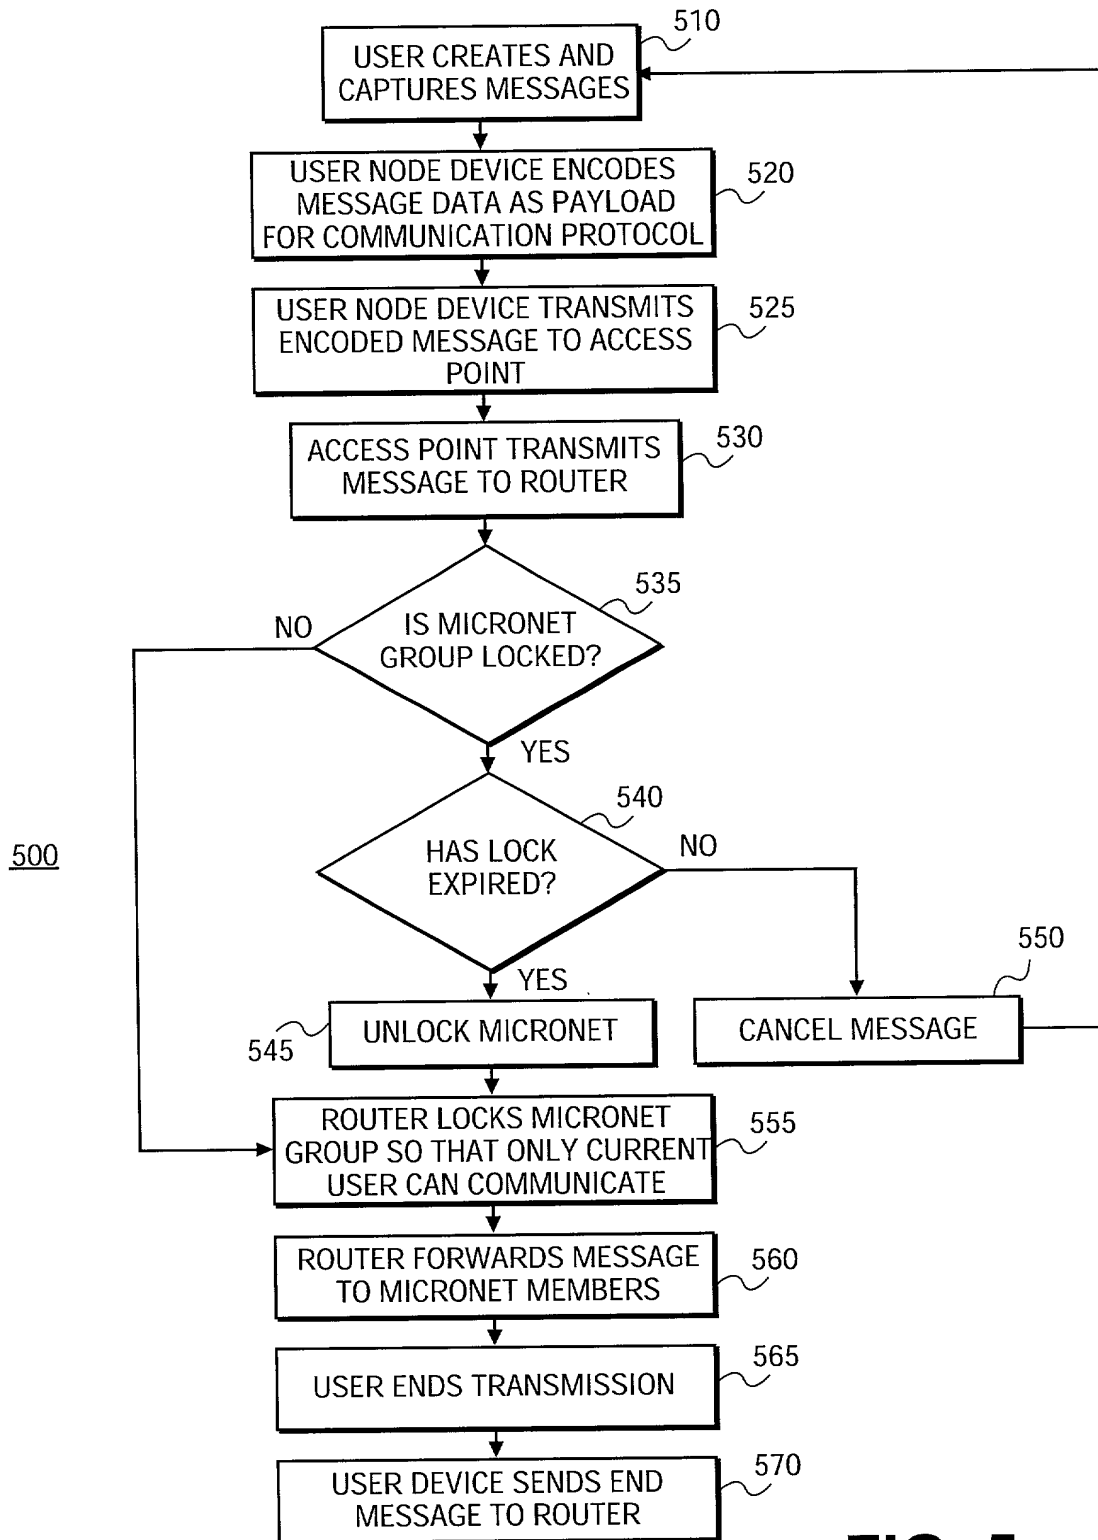 510
USER CREATES AND
CAPTURES MESSAGES
USER NODE DEVICE ENCODES
MESSAGE DATA AS PAYLOAD
FOR COMMUNICATION PROTOCOL
520
USER NODE DEVICE TRANSMITS
ENCODED MESSAGE TO ACCESS
POINT
525
ACCESS POINT TRANSMITS
MESSAGE TO ROUTER
530
IS MICRONET
GROUP LOCKED?
535
NO
YES
500
HAS LOCK
EXPIRED?
540
NO
YES
UNLOCK MICRONET
545
CANCEL MESSAGE
550
ROUTER LOCKS MICRONET
GROUP SO THAT ONLY CURRENT
USER CAN COMMUNICATE
555
ROUTER FORWARDS MESSAGE
TO MICRONET MEMBERS
560
USER ENDS TRANSMISSION
565
USER DEVICE SENDS END
MESSAGE TO ROUTER
570